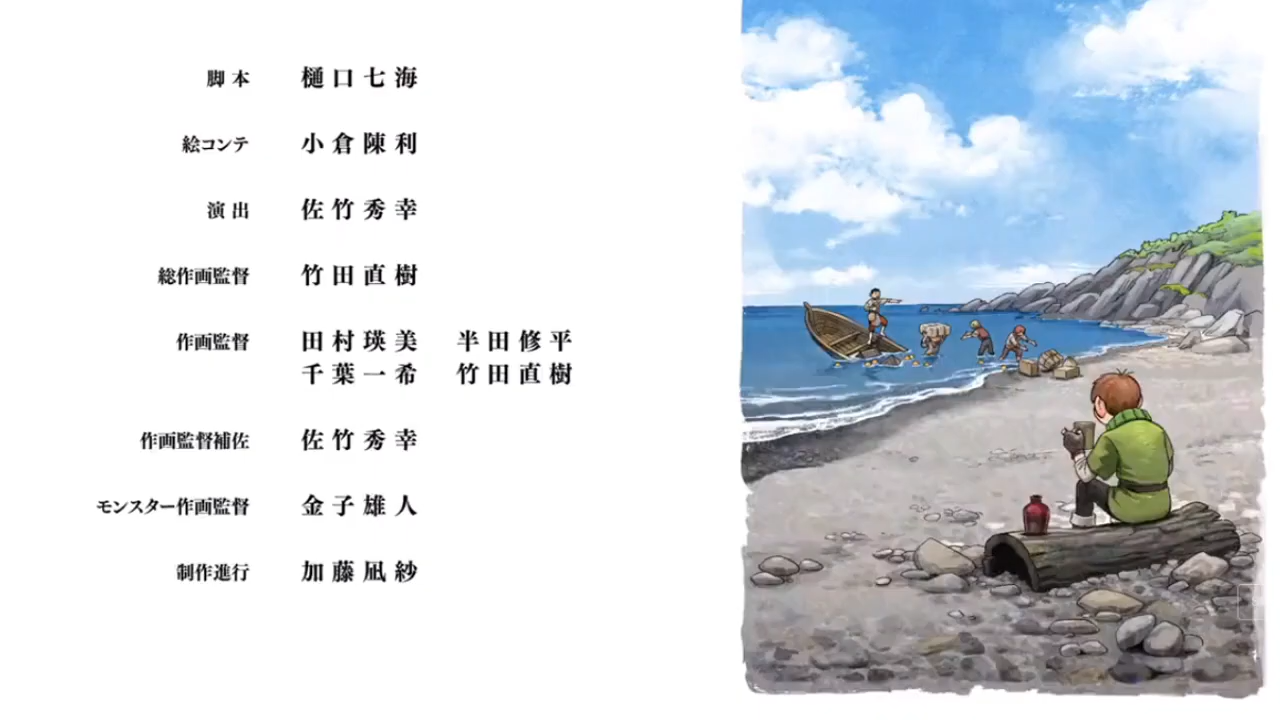 脚本 樋口七海
絵コンテ 小倉陳利
演出 佐竹秀幸
総作画監督 竹田直樹
作画監督 田村瑛美 半田修平
千葉一希 竹田直樹
作画監督補佐 佐竹秀幸
モンスター作画監督 金子雄人
制作進行 加藤凪紗